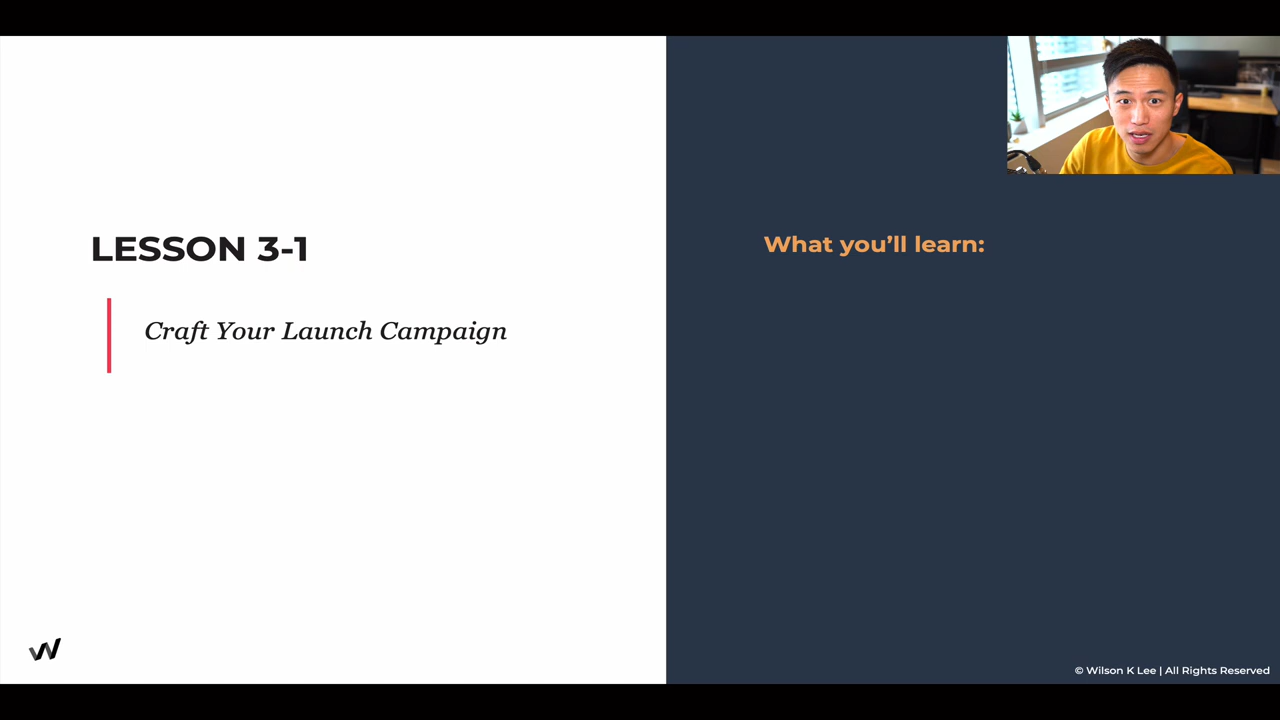 LESSON 3-1
Craft Your Launch Campaign
What you’ll learn:
© Wilson K Lee | All Rights Reserved